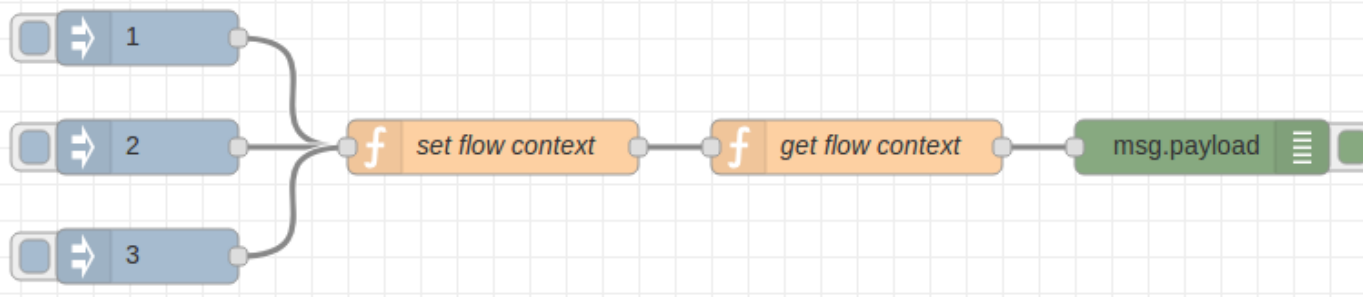 1
2
set flow context
get flow context
msg.payload
3